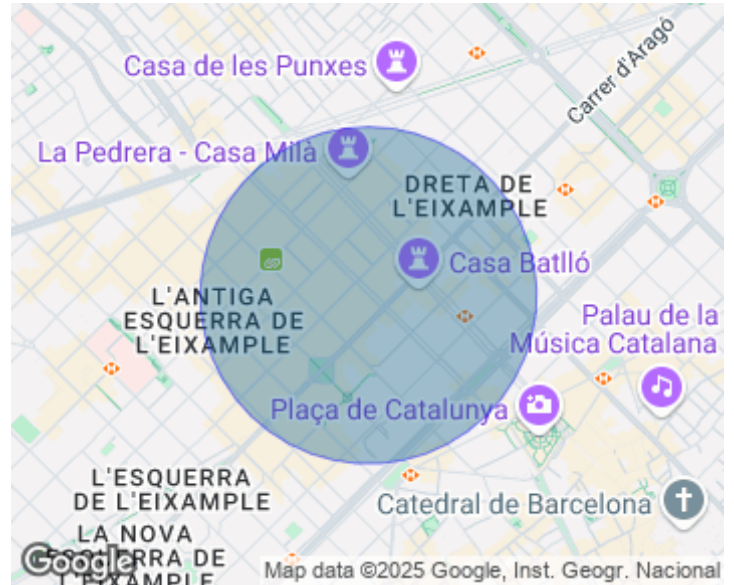 Casa de les Punxes
Carrer d'Aragó
La Pedrera - Casa Milà
DRETA DE
L'EIXAMPLE
Casa Batlló
L'ANTIGA
ESQUERRA DE
L'EIXAMPLE
Palau de la
Música Catalana
Plaça de Catalunya
L'ESQUERRA
DE L'EIXAMPLE
Catedral de Barcelona
LA NOVA
ESQUERRA DE
L'EIXAMPLE
Google
Map data ©2025 Google, Inst. Geogr. Nacional